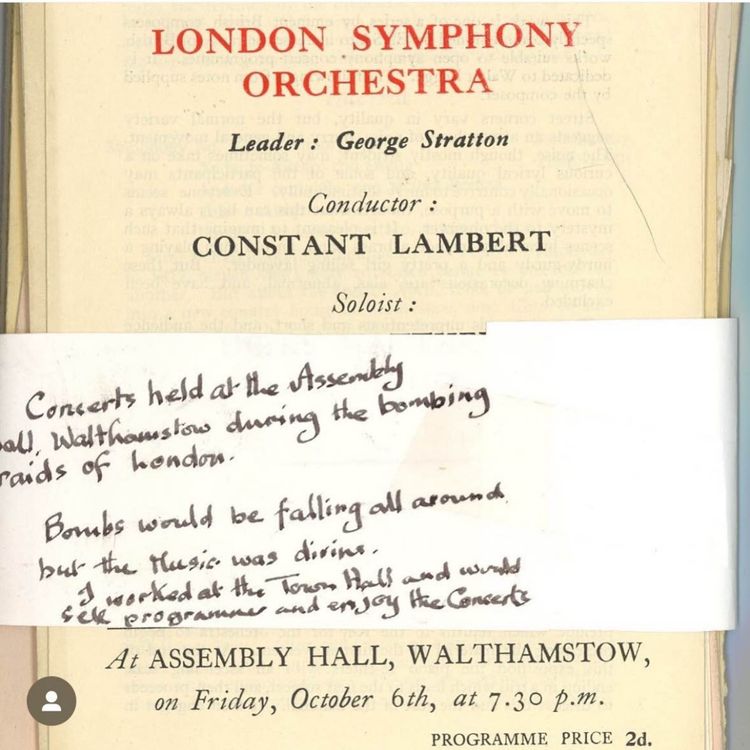 LONDON SYMPHONY
ORCHESTRA
Leader : George Stratton
Conductor :
CONSTANT LAMBERT
Soloist :
Concerts held at the Assembly
all, Walthamstow during the bombing
raids of London.
Bombs would be falling all around
but the Music was divine.
I worked at the Town Hall and would
sell programmes and enjoy the Concerts
At ASSEMBLY HALL, WALTHAMSTOW,
on Friday, October 6th, at 7.30 p.m.
PROGRAMME PRICE 2d.